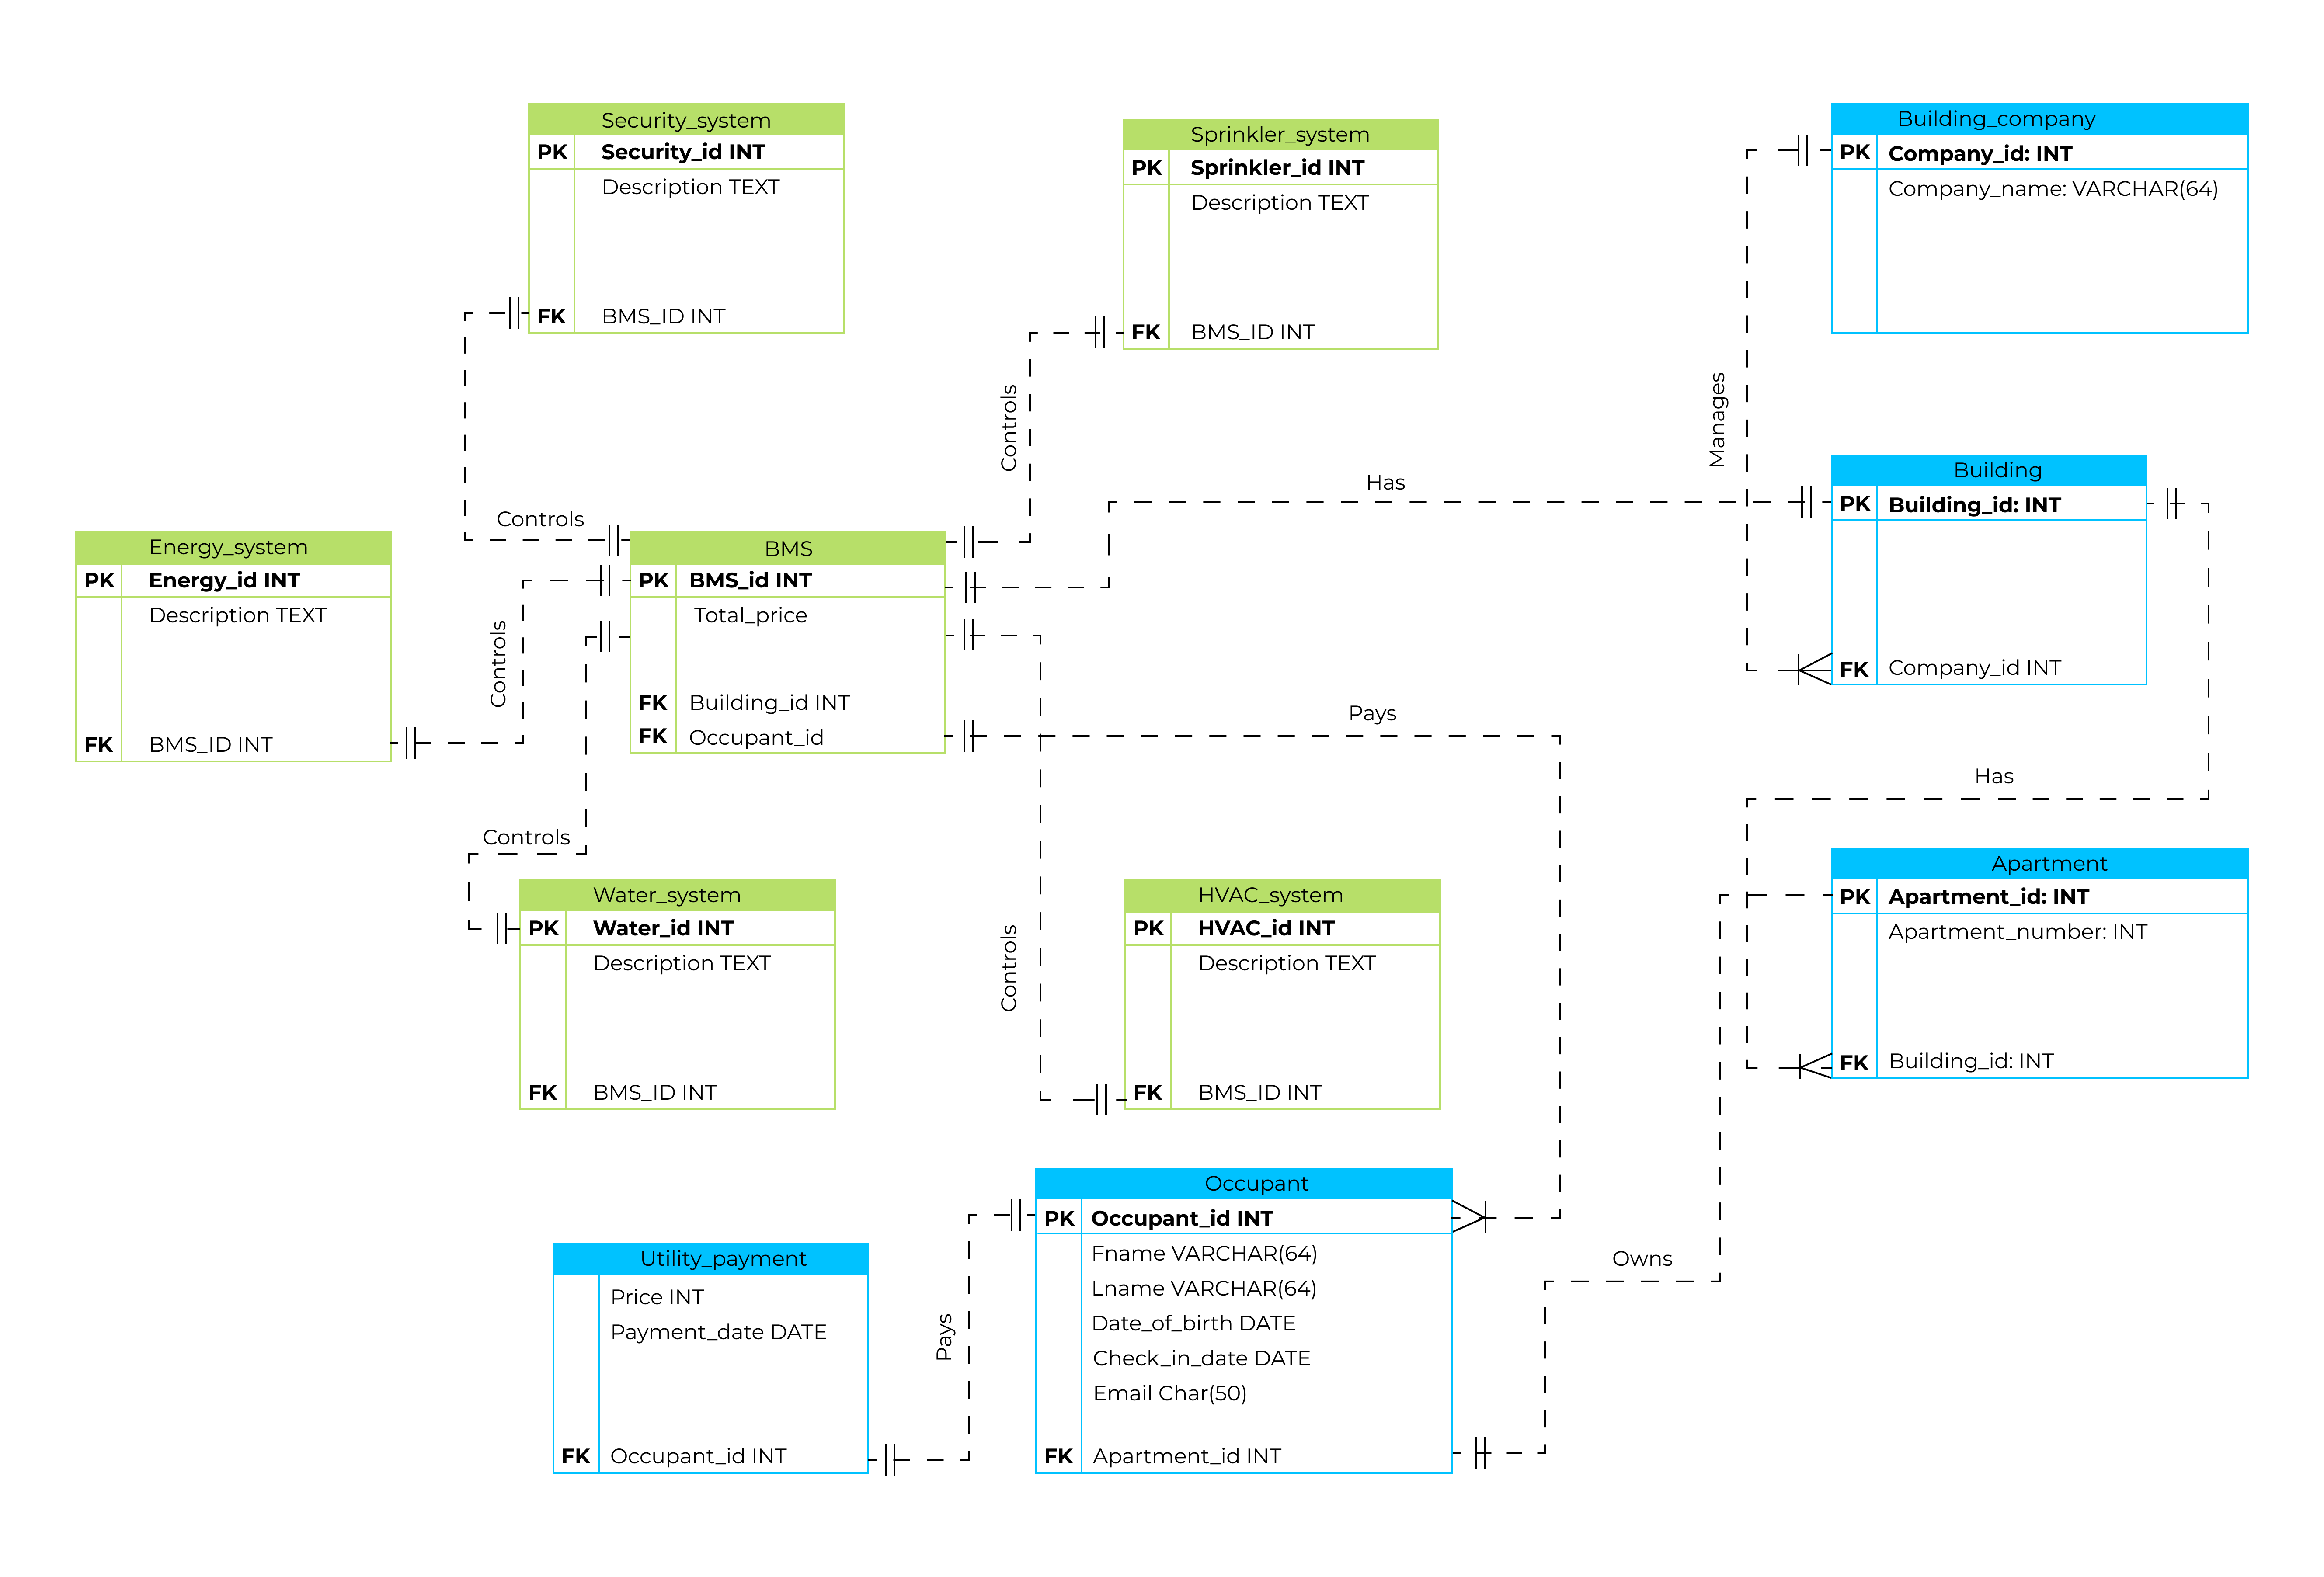 Security_system
PK Security_id INT
Description TEXT
FK BMS_ID INT
Sprinkler_system
PK Sprinkler_id INT
Description TEXT
FK BMS_ID INT
Building_company
PK Company_id: INT
Company_name: VARCHAR(64)
Manages
Controls
Has
Controls
Building
PK Building_id: INT
FK Company_id INT
Energy_system
PK Energy_id INT
Description TEXT
FK BMS_ID INT
Controls
BMS
PK BMS_id INT
Total_price
FK Building_id INT
FK Occupant_id
Pays
Has
Controls
Water_system
PK Water_id INT
Description TEXT
FK BMS_ID INT
Controls
HVAC_system
PK HVAC_id INT
Description TEXT
FK BMS_ID INT
Apartment
PK Apartment_id: INT
Apartment_number: INT
FK Building_id: INT
Utility_payment
Price INT
Payment_date DATE
FK Occupant_id INT
Pays
Occupant
PK Occupant_id INT
Fname VARCHAR(64)
Lname VARCHAR(64)
Date_of_birth DATE
Check_in_date DATE
Email Char(50)
FK Apartment_id INT
Owns